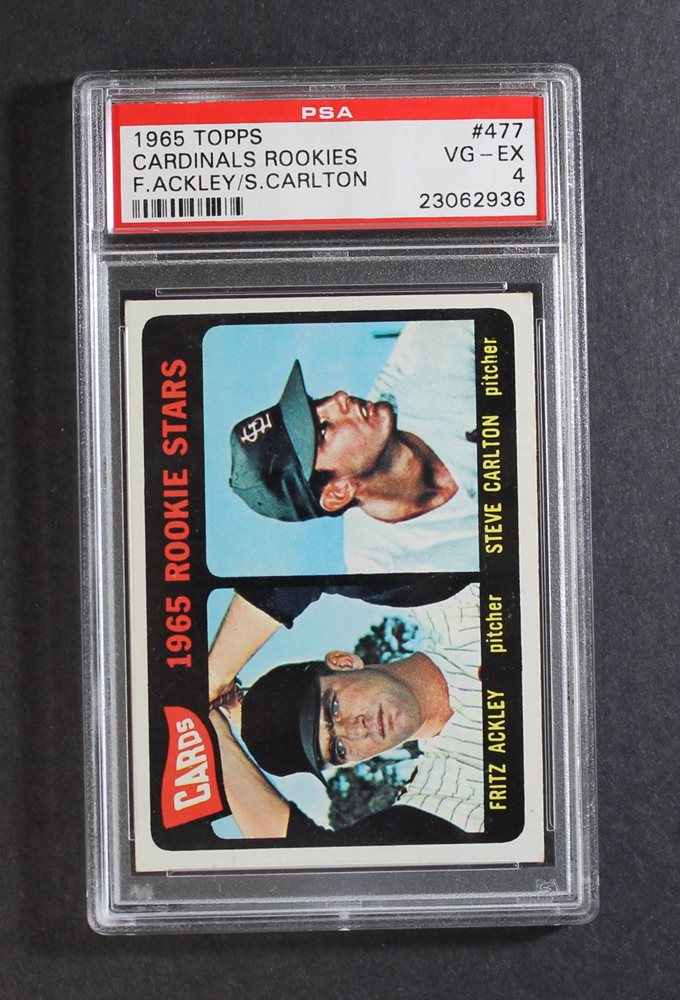 PSA
1965 TOPPS #477
CARDINALS ROOKIES VG-EX
F.ACKLEY/S.CARLTON 4
23062936
CARDS 1965 ROOKIE STARS
StL
FRITZ ACKLEY pitcher STEVE CARLTON pitcher